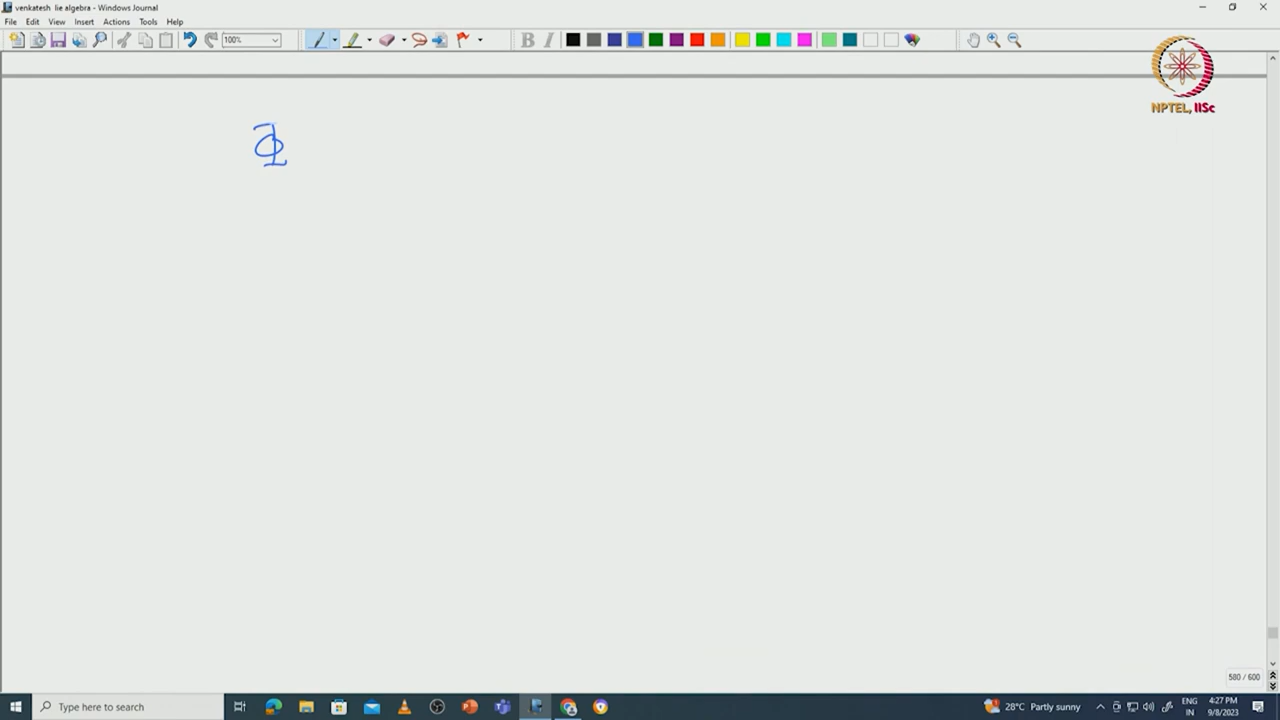 venkatesh lie algebra - Windows Journal
File Edit View Insert Actions Tools Help
100%
B I
NPTEL, IISc
Φ
580 / 600
Type here to search
28°C Partly sunny
ENG
IN
4:27 PM
9/8/2023